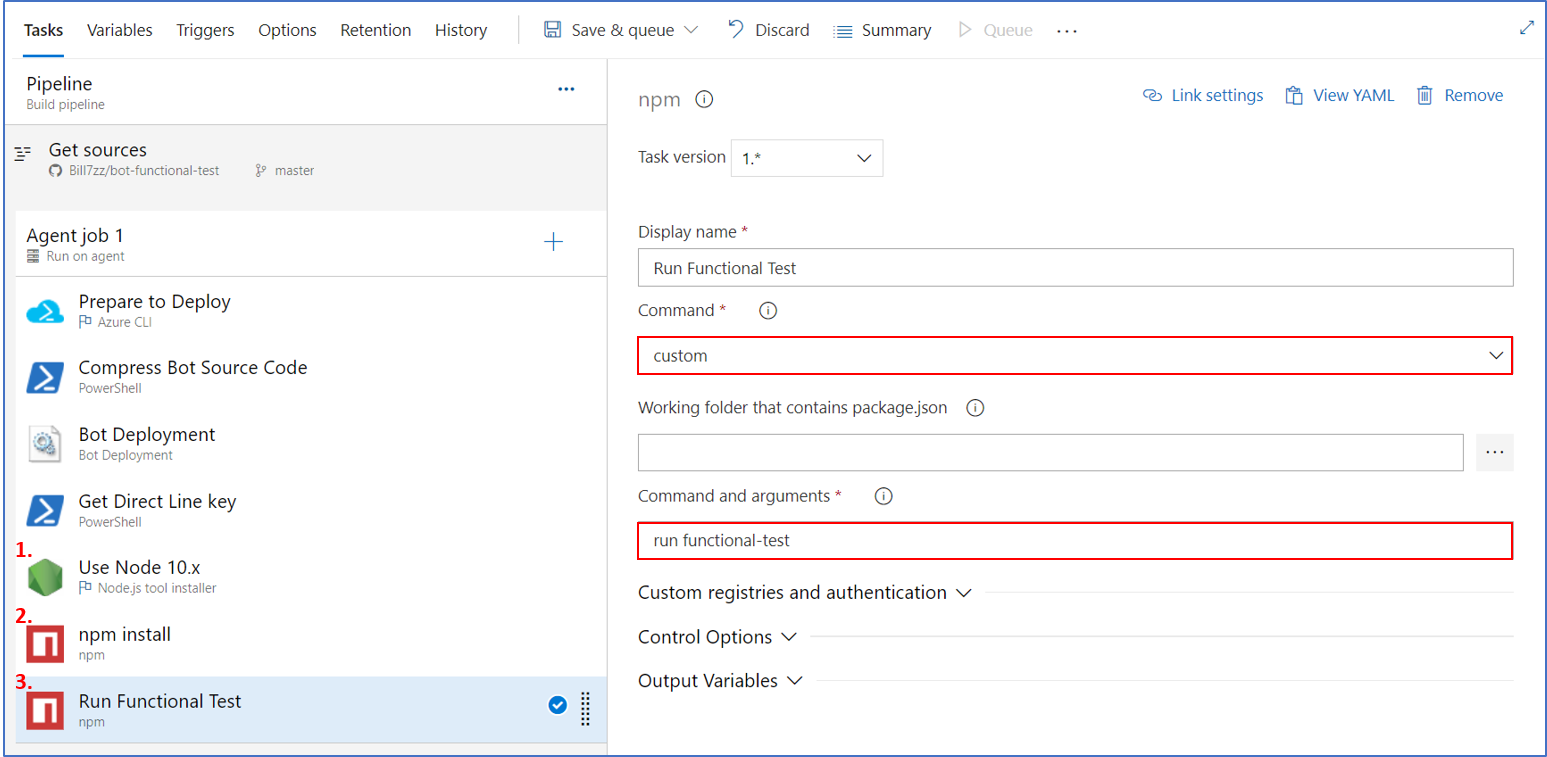 Tasks Variables Triggers Options Retention History Save & queue Discard Summary Queue ...
Pipeline ...
Build pipeline
Get sources
Bill7zz/bot-functional-test master
Agent job 1
Run on agent
Prepare to Deploy
Azure CLI
Compress Bot Source Code
PowerShell
Bot Deployment
Bot Deployment
Get Direct Line key
PowerShell
1.
Use Node 10.x
Node.js tool installer
2.
npm install
npm
3.
Run Functional Test
npm
npm Link settings View YAML Remove
Task version 1.*
Display name *
Run Functional Test
Command *
custom
Working folder that contains package.json
...
Command and arguments *
run functional-test
Custom registries and authentication
Control Options
Output Variables